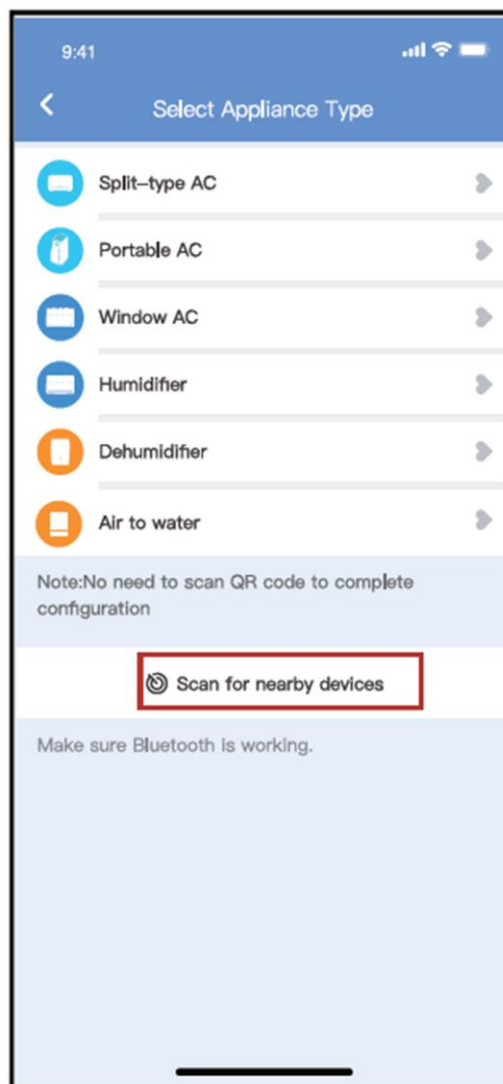 9:41
Select Appliance Type
Split-type AC
Portable AC
Window AC
Humidifier
Dehumidifier
Air to water
Note:No need to scan QR code to complete
configuration
Scan for nearby devices
Make sure Bluetooth is working.